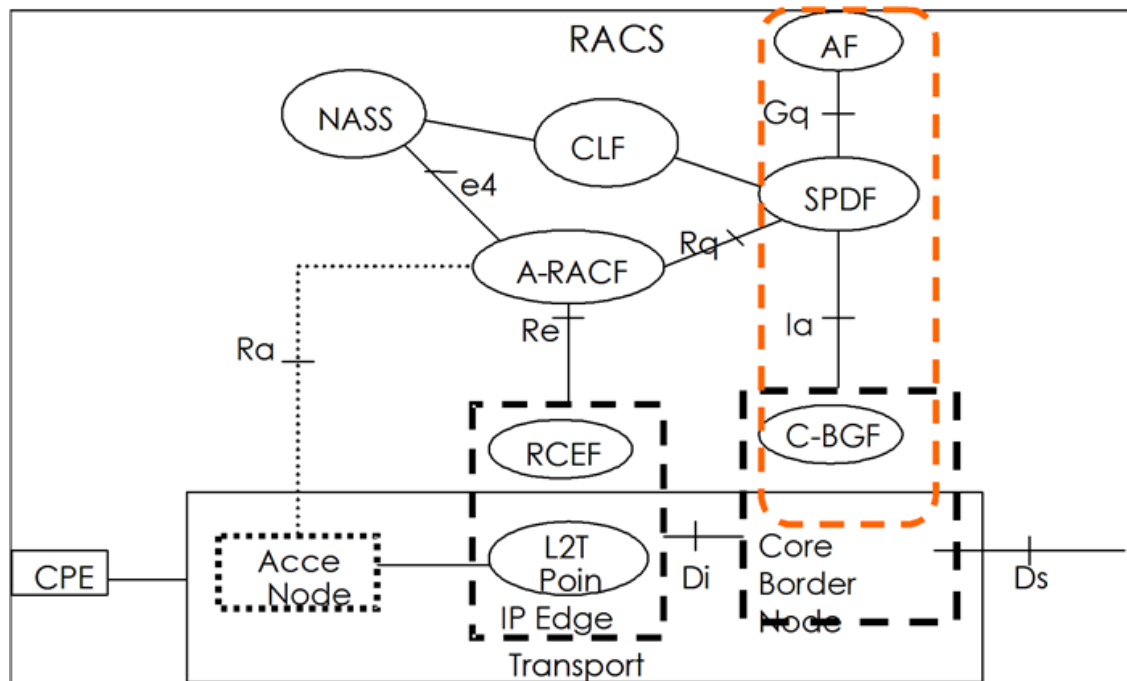 RACS
AF
NASS
Gq
CLF
e4
SPDF
Rq
A-RACF
Re
Ia
Ra
C-BGF
RCEF
L2T
Poin
Acce
Node
Core
Border
Node
CPE
Di
Ds
IP Edge
Transport